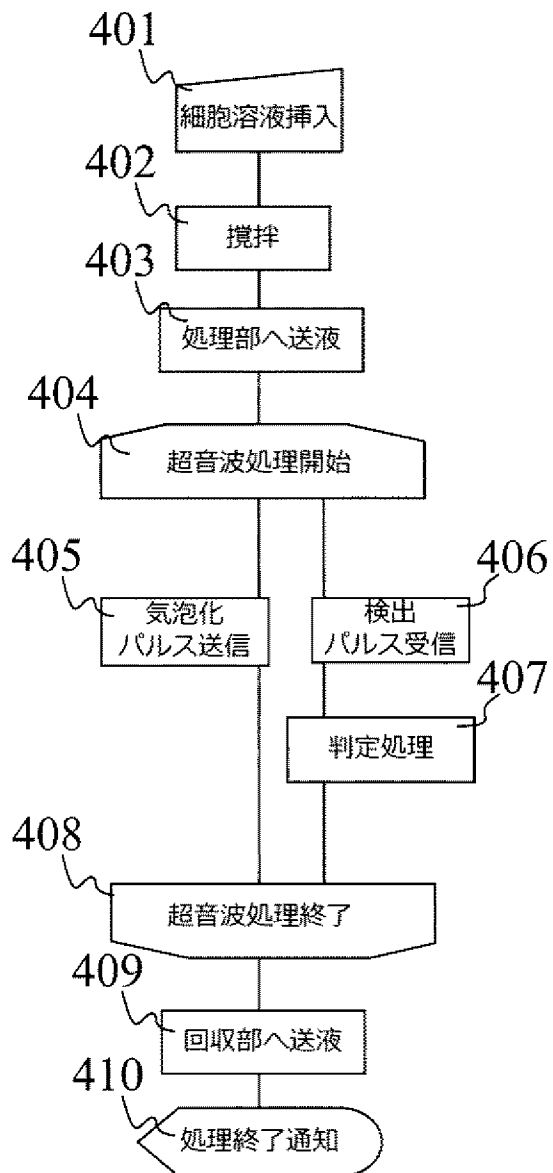 401
細胞溶液挿入
402
撹拌
403
処理部へ送液
404
超音波処理開始
405
気泡化
パルス送信
406
検出
パルス受信
407
判定処理
408
超音波処理終了
409
回収部へ送液
410
処理終了通知